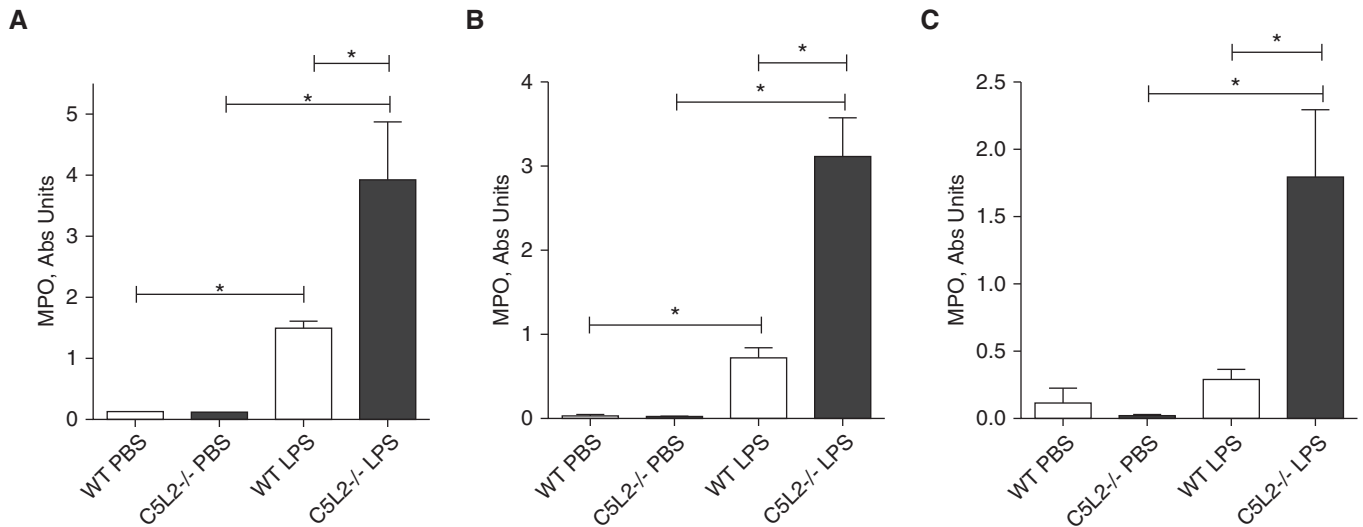 A
B
C
*
*
*
MPO, Abs Units
5
4
3
2
1
0
WT PBS
C5L2-/- PBS
WT LPS
C5L2-/- LPS
*
*
*
MPO, Abs Units
4
3
2
1
0
WT PBS
C5L2-/- PBS
WT LPS
C5L2-/- LPS
*
*
MPO, Abs Units
2.5
2.0
1.5
1.0
0.5
0.0
WT PBS
C5L2-/- PBS
WT LPS
C5L2-/- LPS